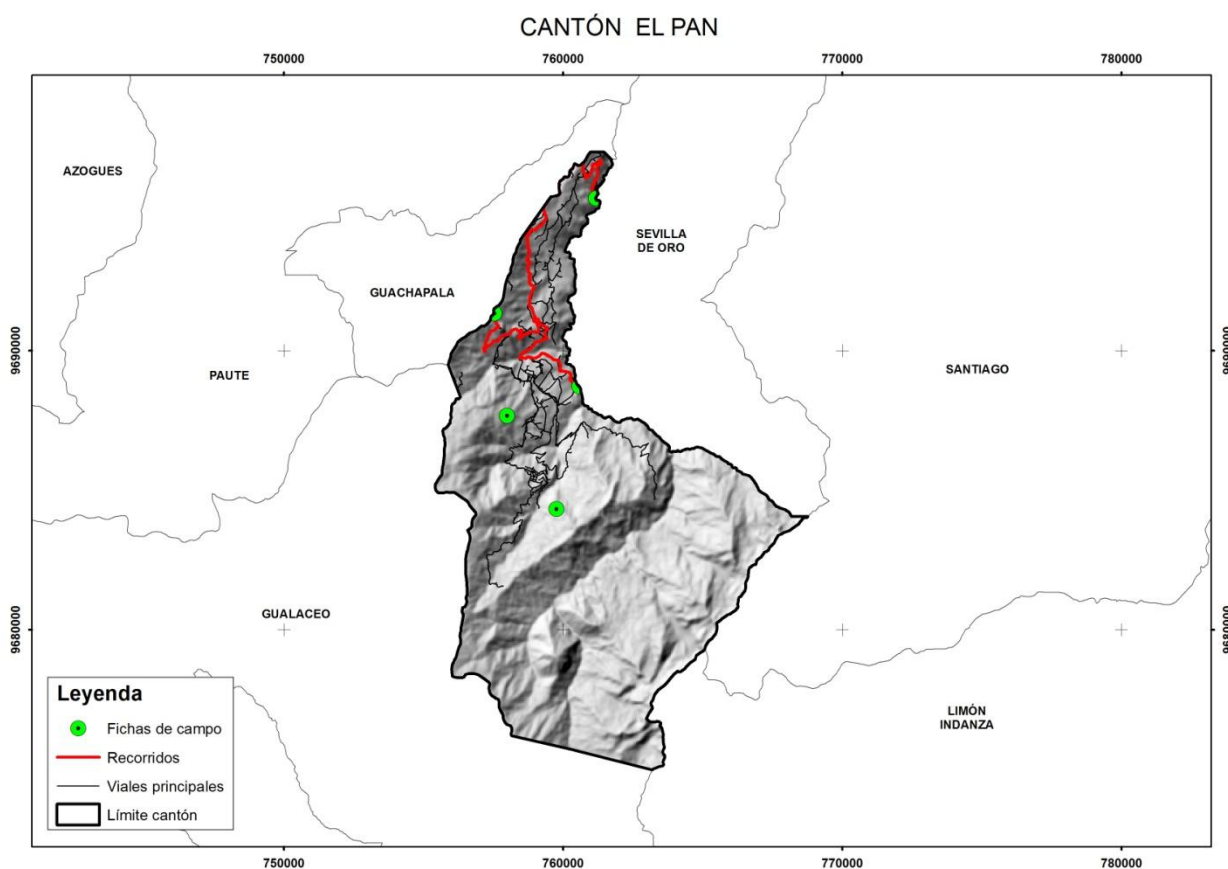 CANTÓN EL PAN
750000
760000
770000
780000
AZOGUES
SEVILLA
DE ORO
GUACHAPALA
9690000
9690000
PAUTE
SANTIAGO
GUALACEO
9680000
9680000
LIMÓN
INDANZA
Leyenda
Fichas de campo
Recorridos
Viales principales
Límite cantón
750000
760000
770000
780000